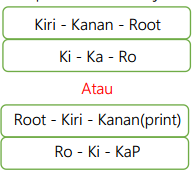 Kiri - Kanan - Root
Ki - Ka - Ro
Atau
Root - Kiri - Kanan(print)
Ro - Ki - KaP